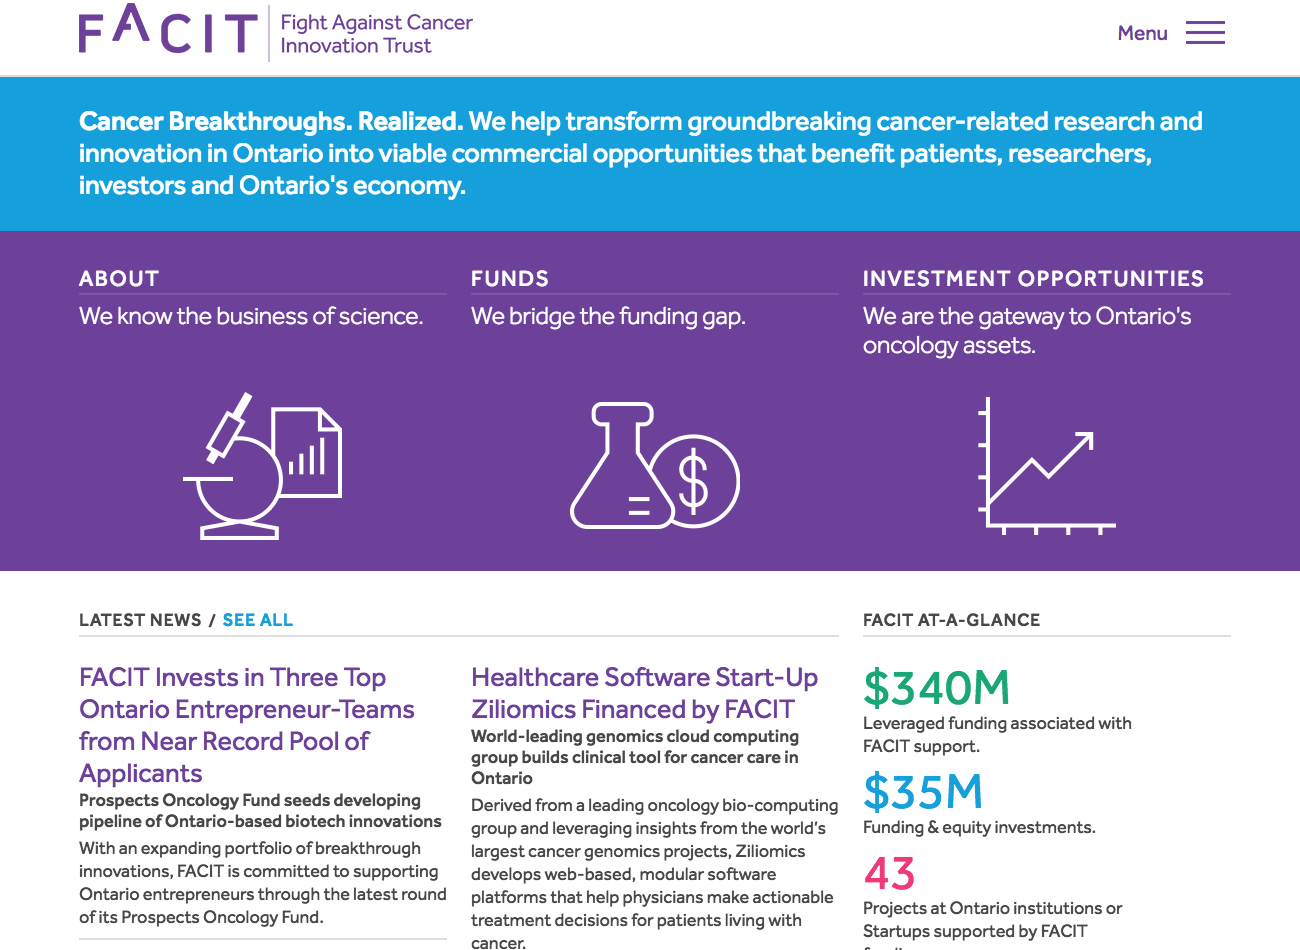 FACIT
Fight Against Cancer
Innovation Trust
Menu
Cancer Breakthroughs. Realized. We help transform groundbreaking cancer-related research and
innovation in Ontario into viable commercial opportunities that benefit patients, researchers,
investors and Ontario's economy.
ABOUT
We know the business of science.
FUNDS
We bridge the funding gap.
INVESTMENT OPPORTUNITIES
We are the gateway to Ontario's
oncology assets.
$
LATEST NEWS / SEE ALL
FACIT Invests in Three Top
Ontario Entrepreneur-Teams
from Near Record Pool of
Applicants
Prospects Oncology Fund seeds developing
pipeline of Ontario-based biotech innovations
With an expanding portfolio of breakthrough
innovations, FACIT is committed to supporting
Ontario entrepreneurs through the latest round
of its Prospects Oncology Fund.
Healthcare Software Start-Up
Ziliomics Financed by FACIT
World-leading genomics cloud computing
group builds clinical tool for cancer care in
Ontario
Derived from a leading oncology bio-computing
group and leveraging insights from the world’s
largest cancer genomics projects, Ziliomics
develops web-based, modular software
platforms that help physicians make actionable
treatment decisions for patients living with
cancer.
FACIT AT-A-GLANCE
$340M
Leveraged funding associated with
FACIT support.
$35M
Funding & equity investments.
43
Projects at Ontario institutions or
Startups supported by FACIT